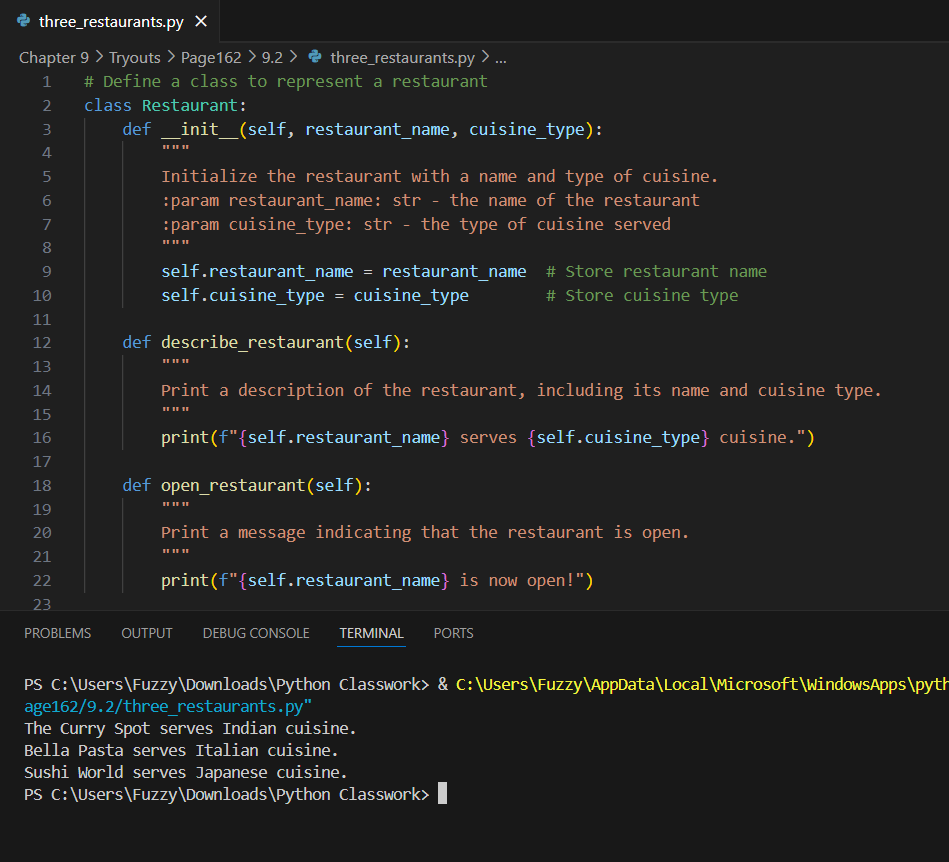 three_restaurants.py
Chapter 9 > Tryouts > Page162 > 9.2 > three_restaurants.py > ...
1 # Define a class to represent a restaurant
2 class Restaurant:
3     def __init__(self, restaurant_name, cuisine_type):
4         """
5         Initialize the restaurant with a name and type of cuisine.
6         :param restaurant_name: str - the name of the restaurant
7         :param cuisine_type: str - the type of cuisine served
8         """
9         self.restaurant_name = restaurant_name  # Store restaurant name
10         self.cuisine_type = cuisine_type        # Store cuisine type
11
12     def describe_restaurant(self):
13         """
14         Print a description of the restaurant, including its name and cuisine type.
15         """
16         print(f"{self.restaurant_name} serves {self.cuisine_type} cuisine.")
17
18     def open_restaurant(self):
19         """
20         Print a message indicating that the restaurant is open.
21         """
22         print(f"{self.restaurant_name} is now open!")
23
PROBLEMS OUTPUT DEBUG CONSOLE TERMINAL PORTS
PS C:\Users\Fuzzy\Downloads\Python Classwork> & C:\Users\Fuzzy\AppData\Local\Microsoft\WindowsApps\pyth
age162/9.2/three_restaurants.py"
The Curry Spot serves Indian cuisine.
Bella Pasta serves Italian cuisine.
Sushi World serves Japanese cuisine.
PS C:\Users\Fuzzy\Downloads\Python Classwork>